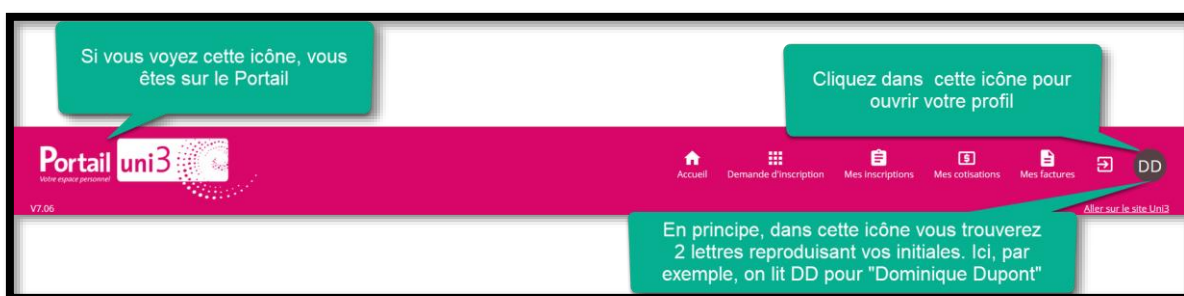 Si vous voyez cette icône, vous
êtes sur le Portail
Cliquez dans cette icône pour
ouvrir votre profil
Portail uni3
Votre espace personnel
V7.06
Accueil
Demande d'inscription
Mes inscriptions
Mes cotisations
Mes factures
DD
Aller sur le site Uni3
En principe, dans cette icône vous trouverez
2 lettres reproduisant vos initiales. Ici, par
exemple, on lit DD pour "Dominique Dupont"